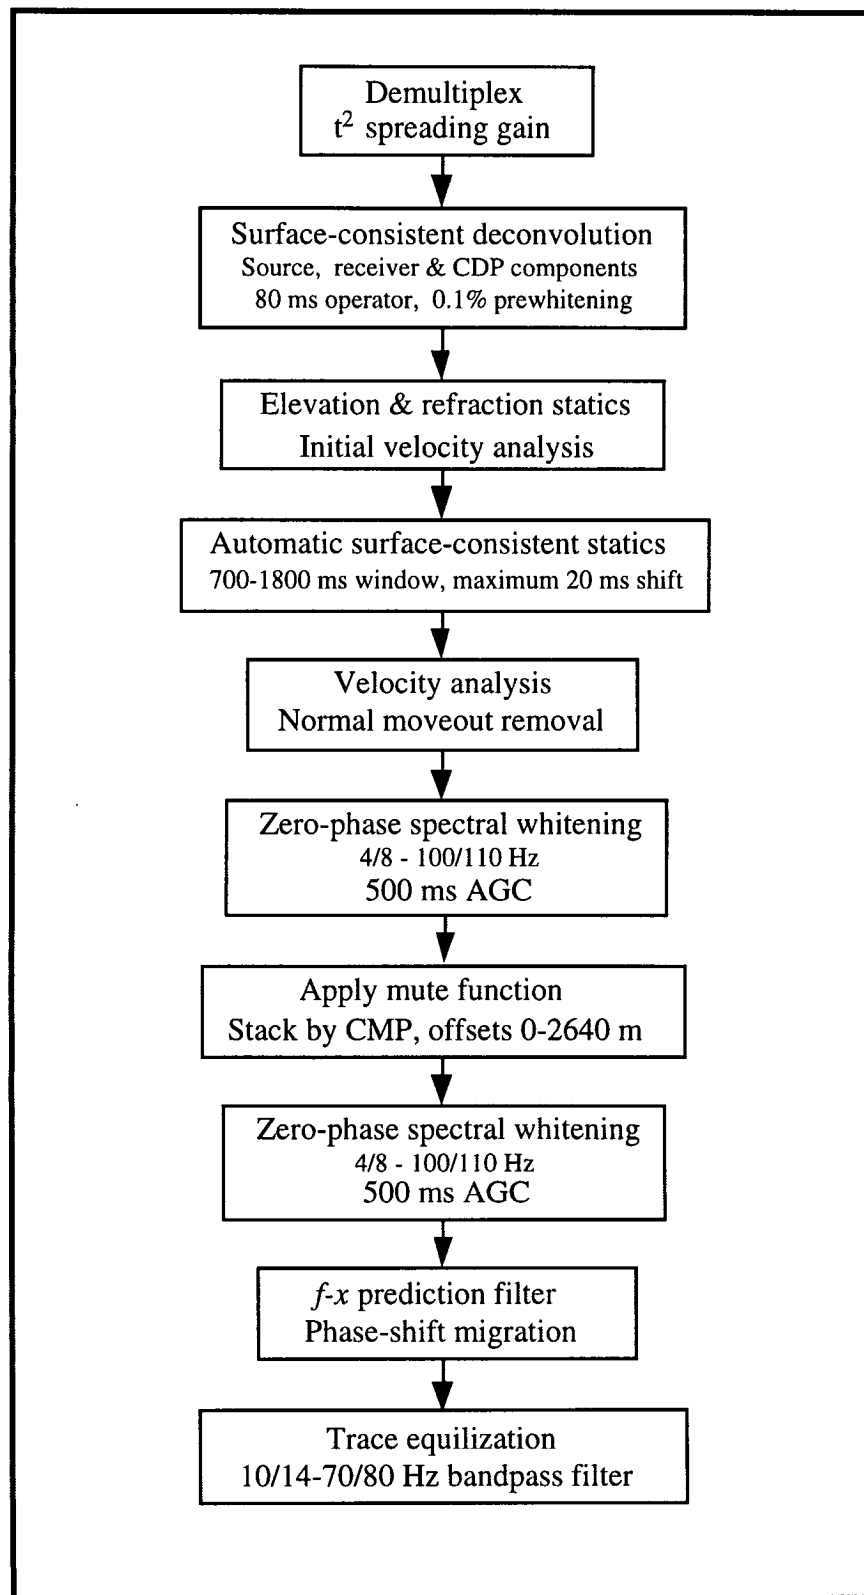 Demultiplex
t² spreading gain
Surface-consistent deconvolution
Source, receiver & CDP components
80 ms operator, 0.1% prewhitening
Elevation & refraction statics
Initial velocity analysis
Automatic surface-consistent statics
700-1800 ms window, maximum 20 ms shift
Velocity analysis
Normal moveout removal
Zero-phase spectral whitening
4/8 - 100/110 Hz
500 ms AGC
Apply mute function
Stack by CMP, offsets 0-2640 m
Zero-phase spectral whitening
4/8 - 100/110 Hz
500 ms AGC
f-x prediction filter
Phase-shift migration
Trace equilization
10/14-70/80 Hz bandpass filter